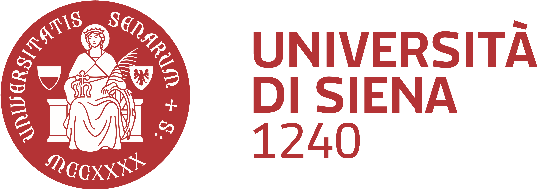 UNIVERSITATIS SENARUM + S:
MCCXXXX
UNIVERSITÀ
DI SIENA
1240